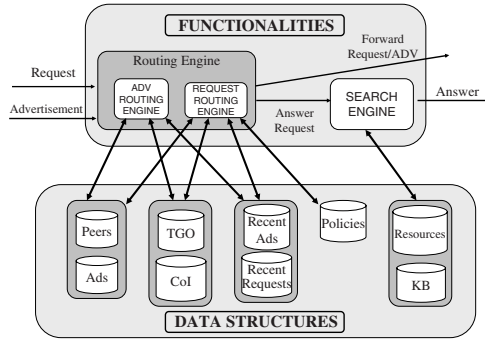 FUNCTIONALITIES
Forward
Request/ADV
Routing Engine
Request
ADV
ROUTING
ENGINE
REQUEST
ROUTING
ENGINE
SEARCH
ENGINE
Answer
Advertisement
Answer
Request
Peers
Ads
TGO
CoI
Recent
Ads
Recent
Requests
Policies
Resources
KB
DATA STRUCTURES